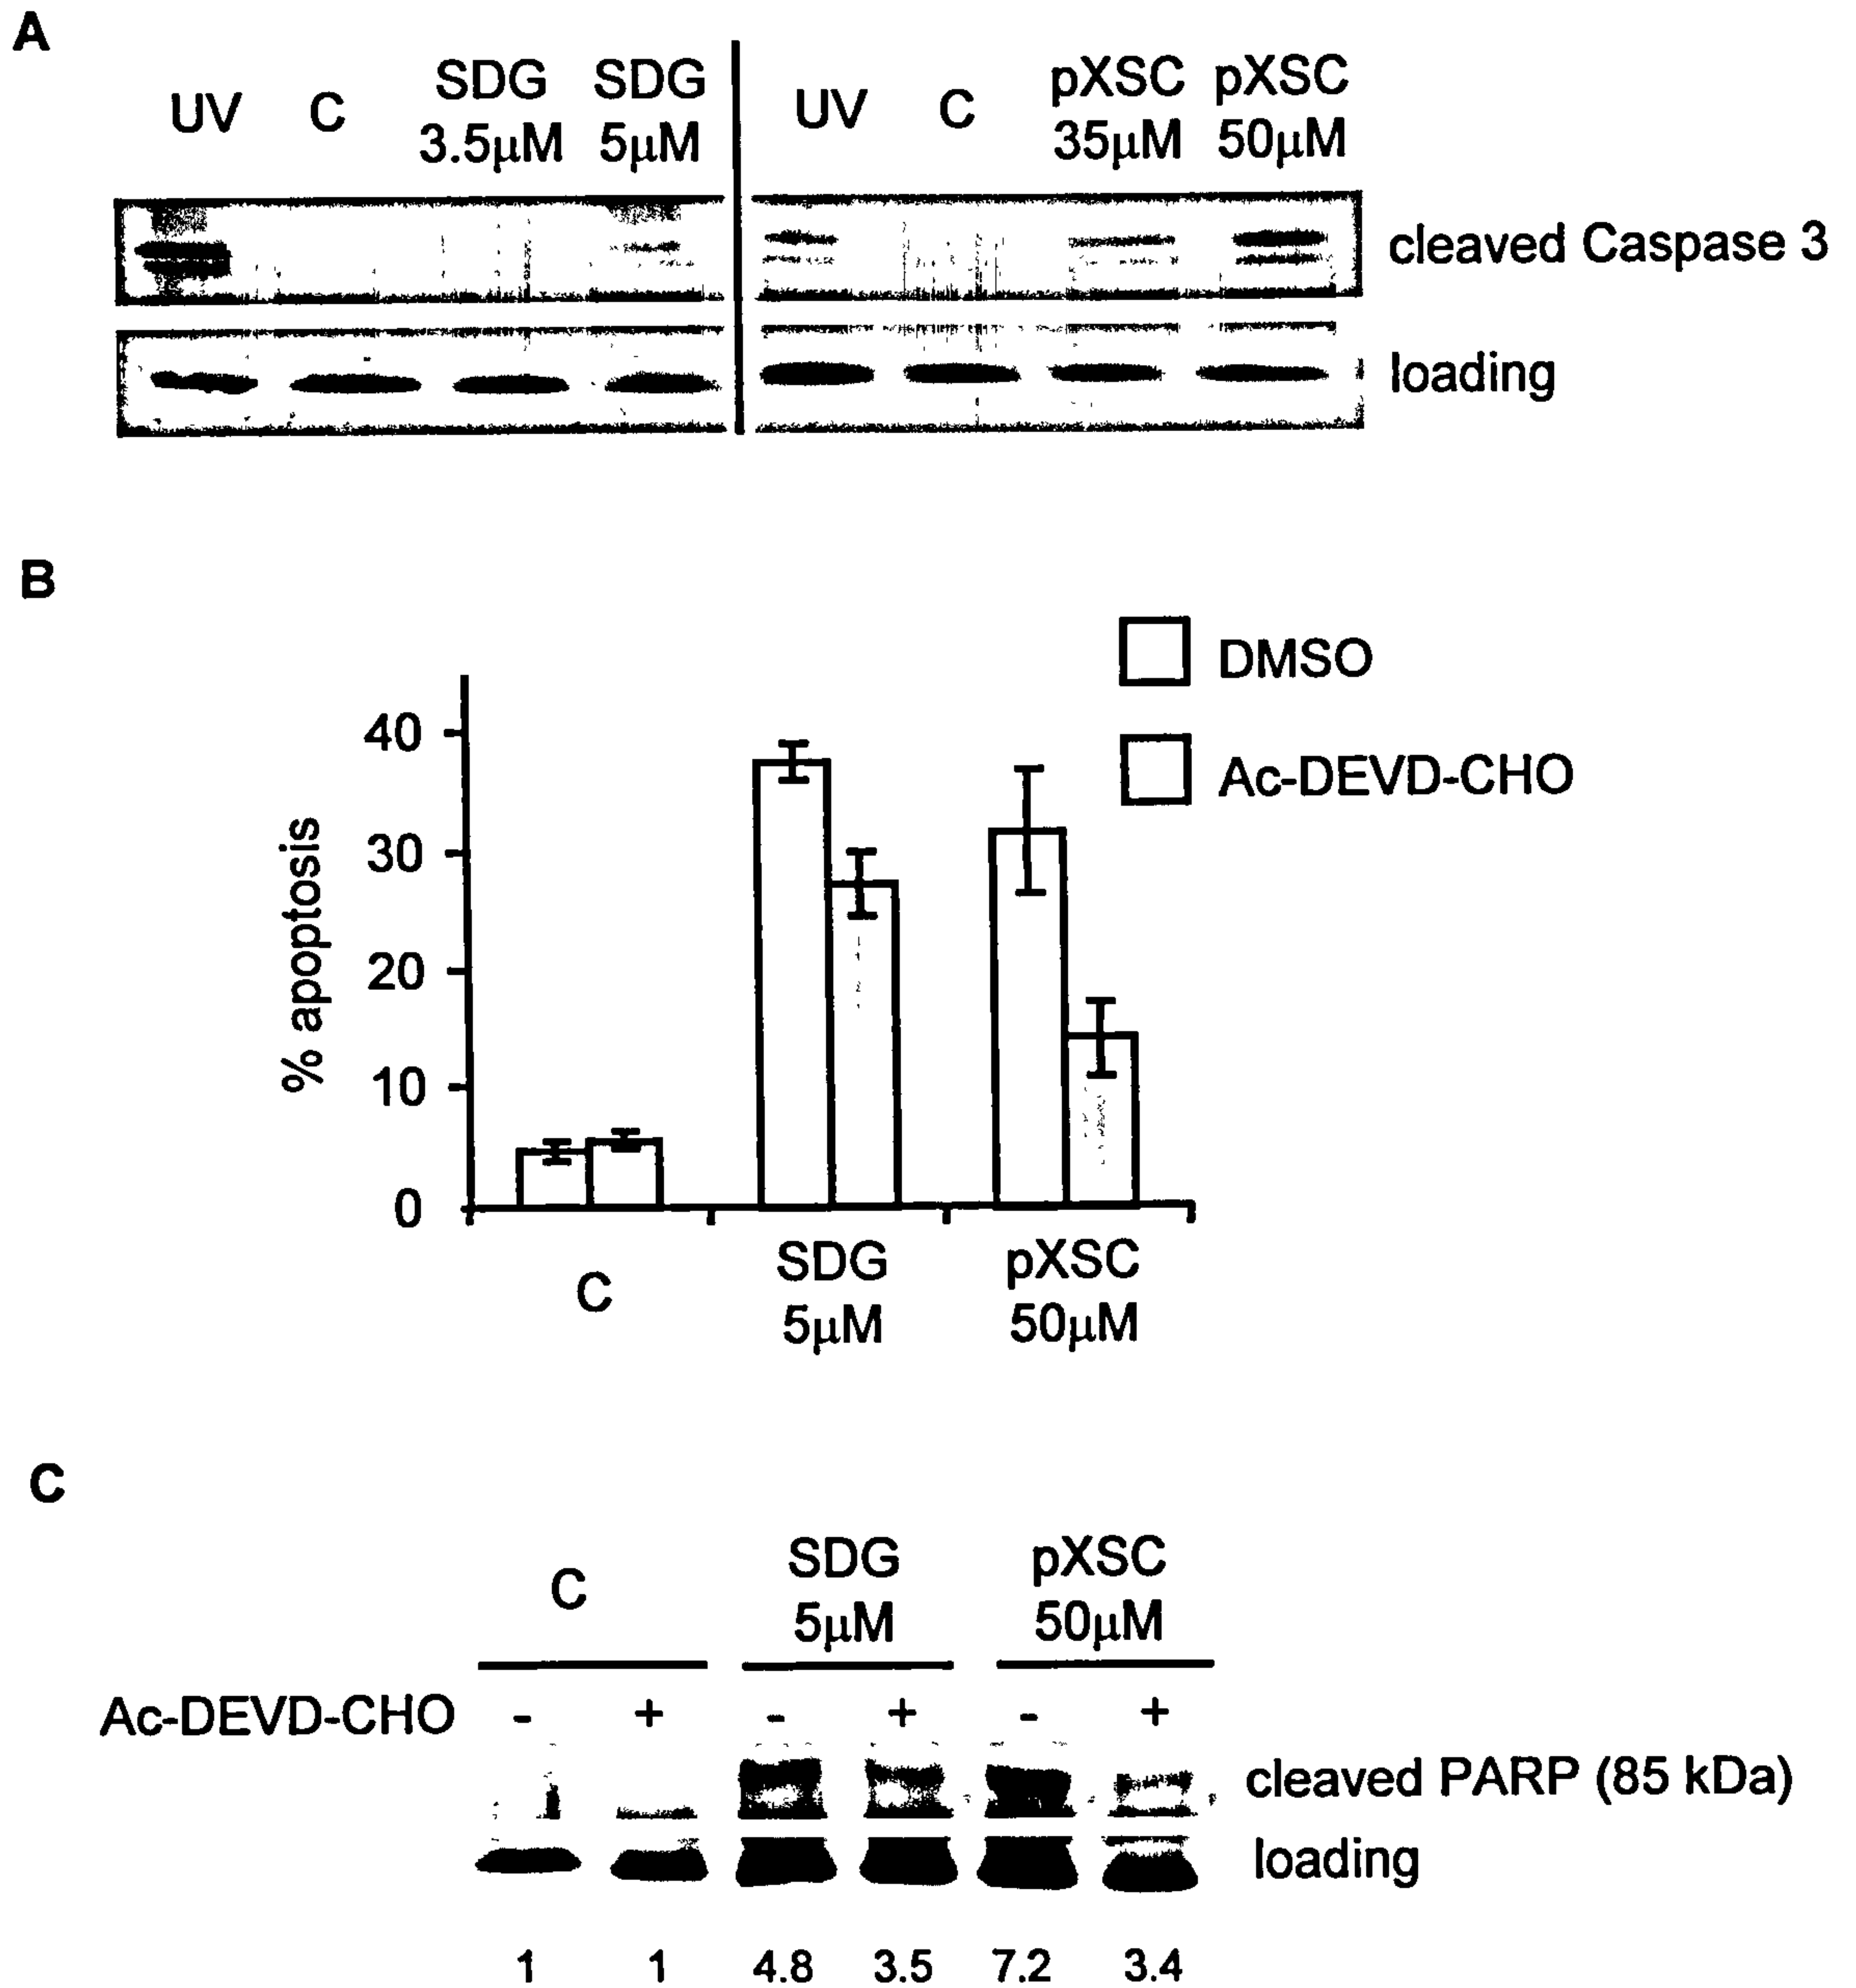 A
UV C SDG SDG UV C pXSC pXSC
3.5μM 5μM 35μM 50μM
cleaved Caspase 3
loading
B
DMSO
Ac-DEVD-CHO
40
30
20
10
0
% apoptosis
C SDG pXSC
5μM 50μM
C
C SDG pXSC
5μM 50μM
Ac-DEVD-CHO - + - + - +
cleaved PARP (85 kDa)
loading
1 1 4.8 3.5 7.2 3.4